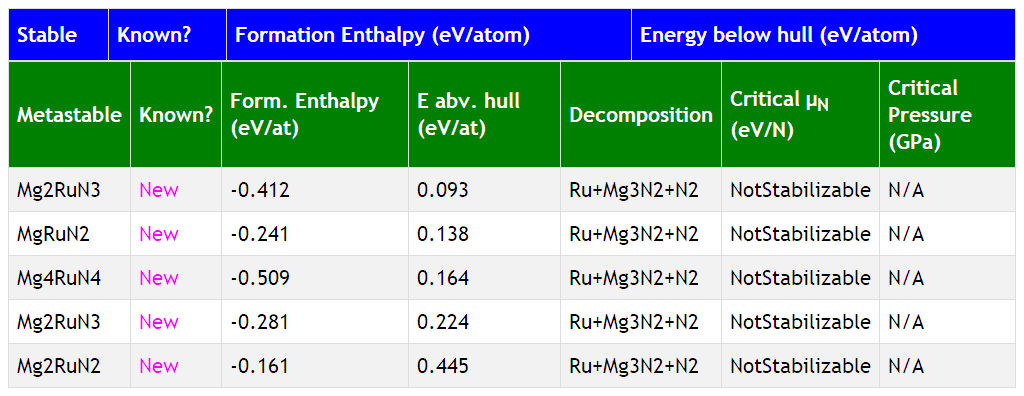 Stable Known? Formation Enthalpy (eV/atom) Energy below hull (eV/atom)
Metastable Known? Form. Enthalpy (eV/at) E abv. hull (eV/at) Decomposition Critical μN (eV/N) Critical Pressure (GPa)
Mg2RuN3 New -0.412 0.093 Ru+Mg3N2+N2 NotStabilizable N/A
MgRuN2 New -0.241 0.138 Ru+Mg3N2+N2 NotStabilizable N/A
Mg4RuN4 New -0.509 0.164 Ru+Mg3N2+N2 NotStabilizable N/A
Mg2RuN3 New -0.281 0.224 Ru+Mg3N2+N2 NotStabilizable N/A
Mg2RuN2 New -0.161 0.445 Ru+Mg3N2+N2 NotStabilizable N/A